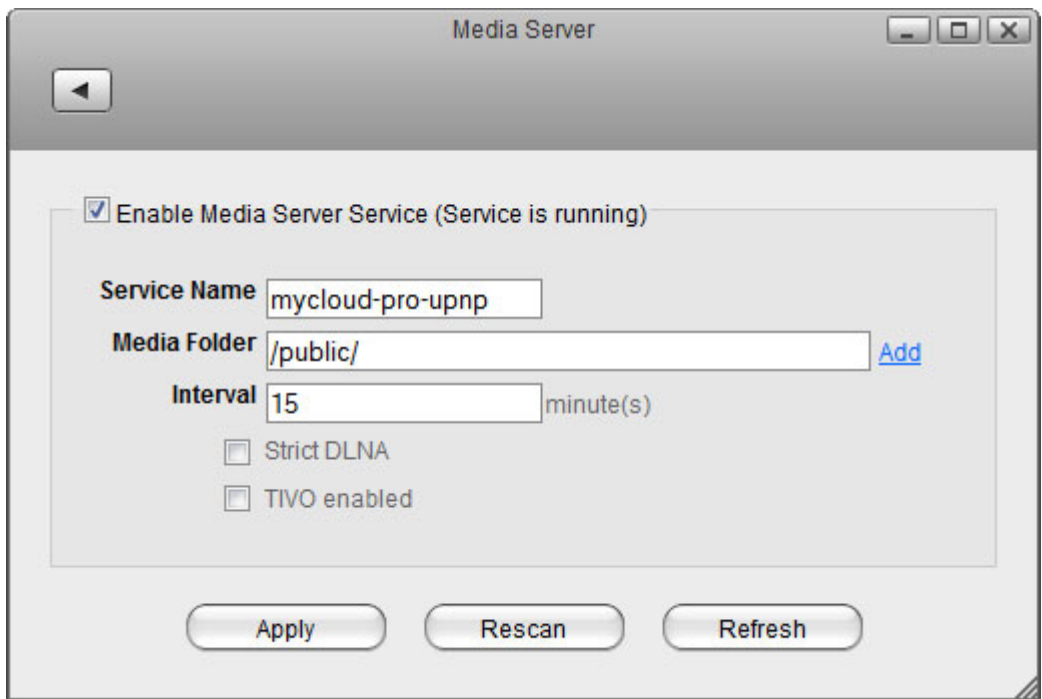 Media Server
Enable Media Server Service (Service is running)
Service Name mycloud-pro-upnp
Media Folder /public/ Add
Interval 15 minute(s)
Strict DLNA
TIVO enabled
Apply Rescan Refresh